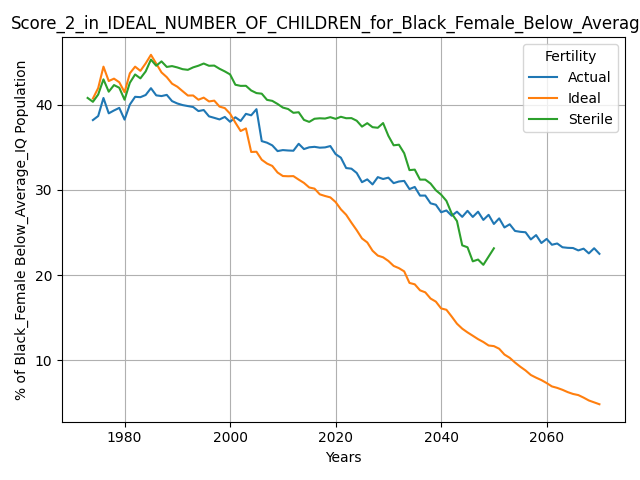 Score_2_in_IDEAL_NUMBER_OF_CHILDREN_for_Black_Female_Below_Averag
% of Black_Female Below_Average_IQ Population
40
30
20
10
Fertility
Actual
Ideal
Sterile
1980
2000
2020
2040
2060
Years